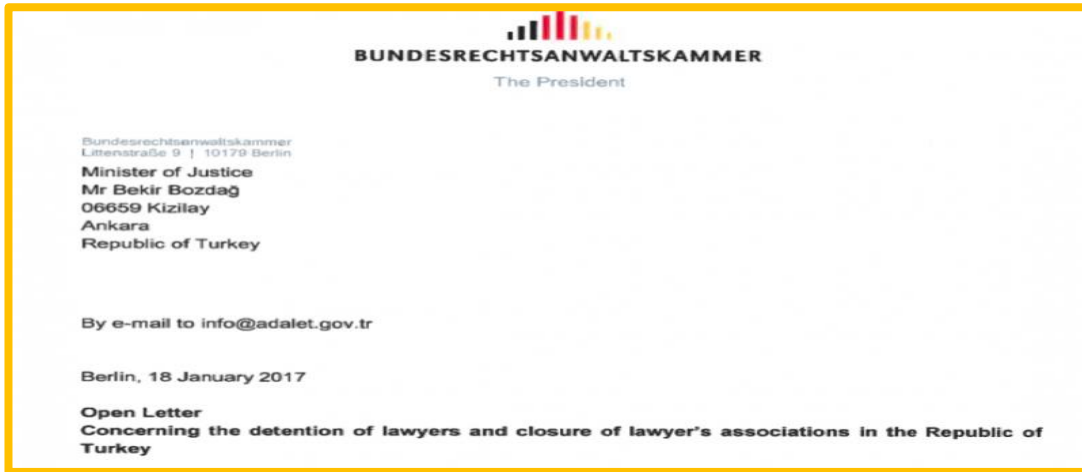 BUNDESRECHTSANWALTSKAMMER
The President
Bundesrechtsanwaltskammer
Littenstraße 9 | 10179 Berlin
Minister of Justice
Mr Bekir Bozdağ
06659 Kizilay
Ankara
Republic of Turkey
By e-mail to info@adalet.gov.tr
Berlin, 18 January 2017
Open Letter
Concerning the detention of lawyers and closure of lawyer's associations in the Republic of
Turkey